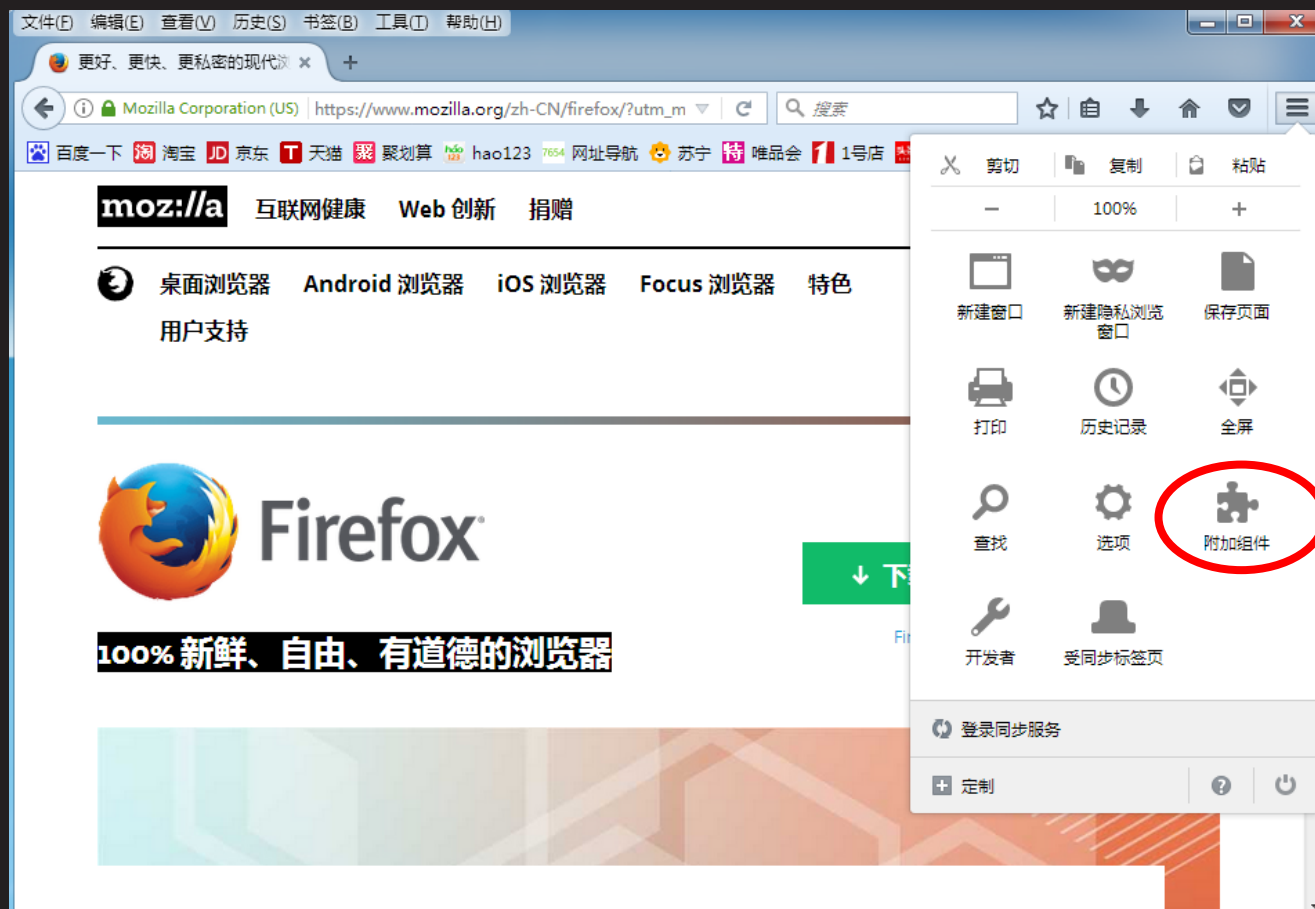 文件(F) 编辑(E) 查看(V) 历史(S) 书签(B) 工具(T) 帮助(H)
更好、更快、更私密的现代浏
Mozilla Corporation (US) https://www.mozilla.org/zh-CN/firefox/?utm_m 搜索
百度一下 淘 淘宝 JD 京东 T 天猫 聚 聚划算 hao123 hao123 7654 网址导航 苏宁 特 唯品会 1 1号店
剪切 复制 粘贴
100%
moz://a 互联网健康 Web 创新 捐赠
桌面浏览器 Android 浏览器 iOS 浏览器 Focus 浏览器 特色
用户支持
新建窗口 新建隐私浏览 保存页面
窗口
打印 历史记录 全屏
Firefox
查找 选项 附加组件
下
100% 新鲜、自由、有道德的浏览器
Fir
开发者 受同步标签页
登录同步服务
定制